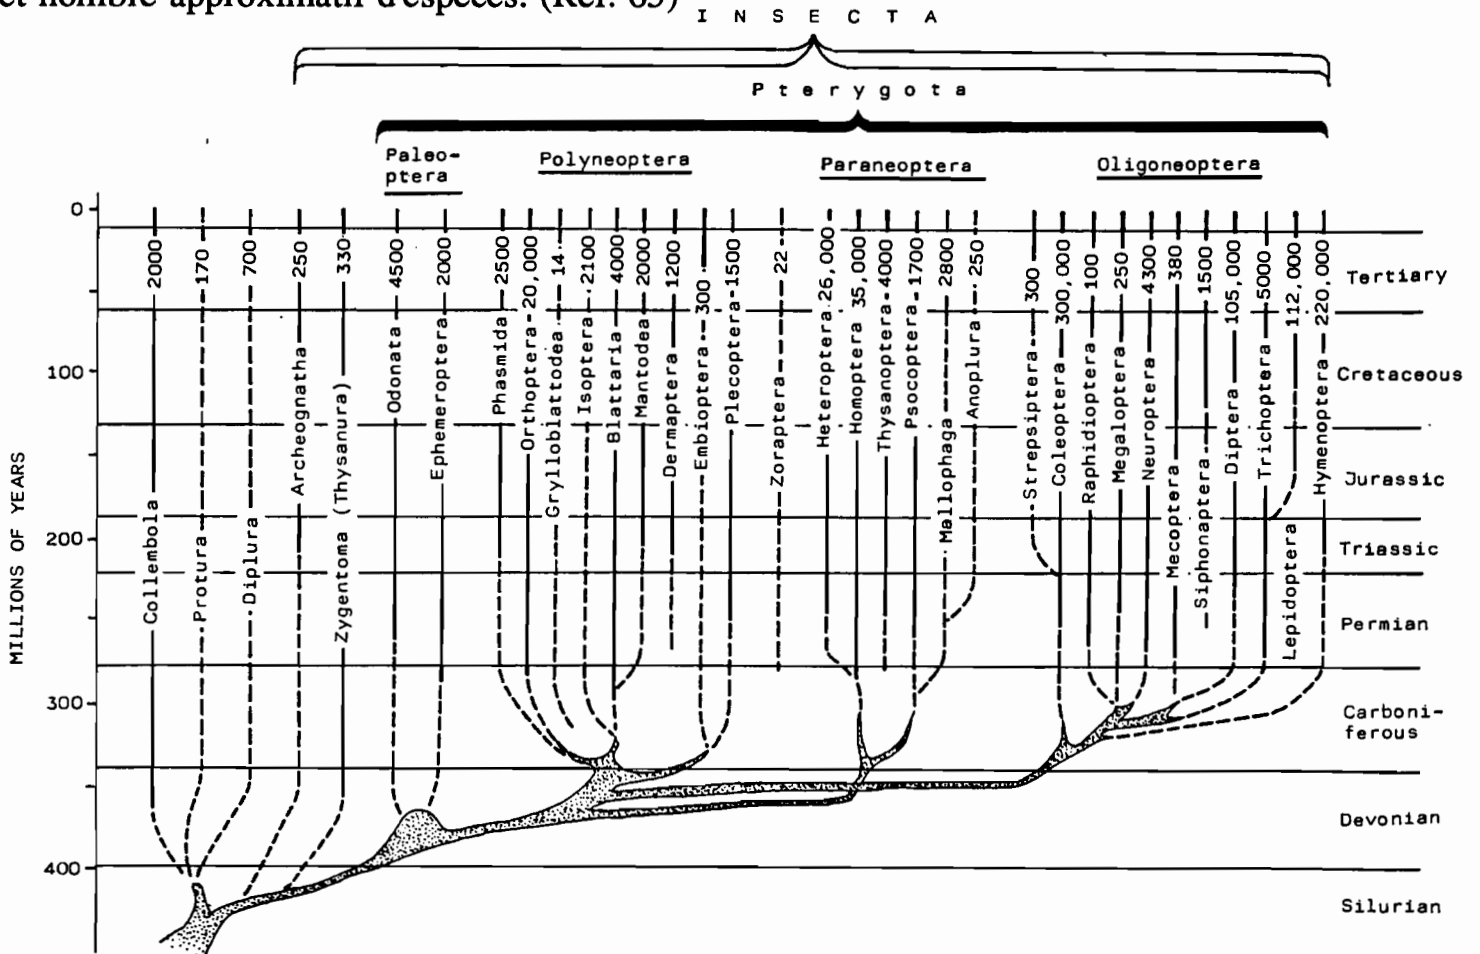 et nombre approximatif d'espèces. (Réf. 63)
INSECTA
Pterygota
Paleo-
ptera
Polyneoptera
Paraneoptera
Oligoneoptera
MILLIONS OF YEARS
0
100
200
300
400
Collembola 2000
Protura 170
Diplura 700
Archeognatha 250
Zygentoma (Thysanura) 330
Odonata 4500
Ephemeroptera 2000
Phasmida 2500
Orthoptera 20,000
Grylloblattodea 14
Isoptera 2100
Blattaria 4000
Mantodea 2000
Dermaptera 1200
Embioptera 300
Plecoptera 1500
Zoraptera 22
Heteroptera 26,000
Homoptera 35,000
Thysanoptera 4000
Psocoptera 1700
Mallophaga 2800
Anoplura 250
Strepsiptera 300
Coleoptera 300,000
Raphidioptera 100
Megaloptera 250
Neuroptera 4300
Mecoptera 380
Siphonaptera 1500
Diptera 105,000
Trichoptera 5000
Lepidoptera 112,000
Hymenoptera 220,000
Tertiary
Cretaceous
Jurassic
Triassic
Permian
Carboni-
ferous
Devonian
Silurian